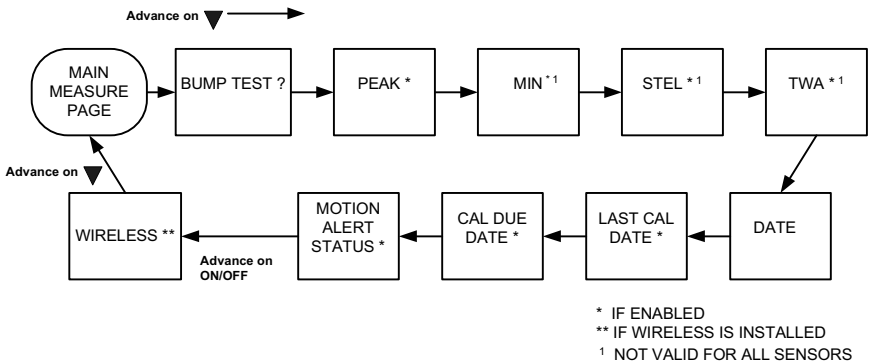 Advance on ▼
MAIN
MEASURE
PAGE
BUMP TEST ?
PEAK *
MIN * 1
STEL * 1
TWA * 1
Advance on ▼
WIRELESS **
Advance on
ON/OFF
MOTION
ALERT
STATUS *
CAL DUE
DATE *
LAST CAL
DATE *
DATE
* IF ENABLED
** IF WIRELESS IS INSTALLED
1 NOT VALID FOR ALL SENSORS